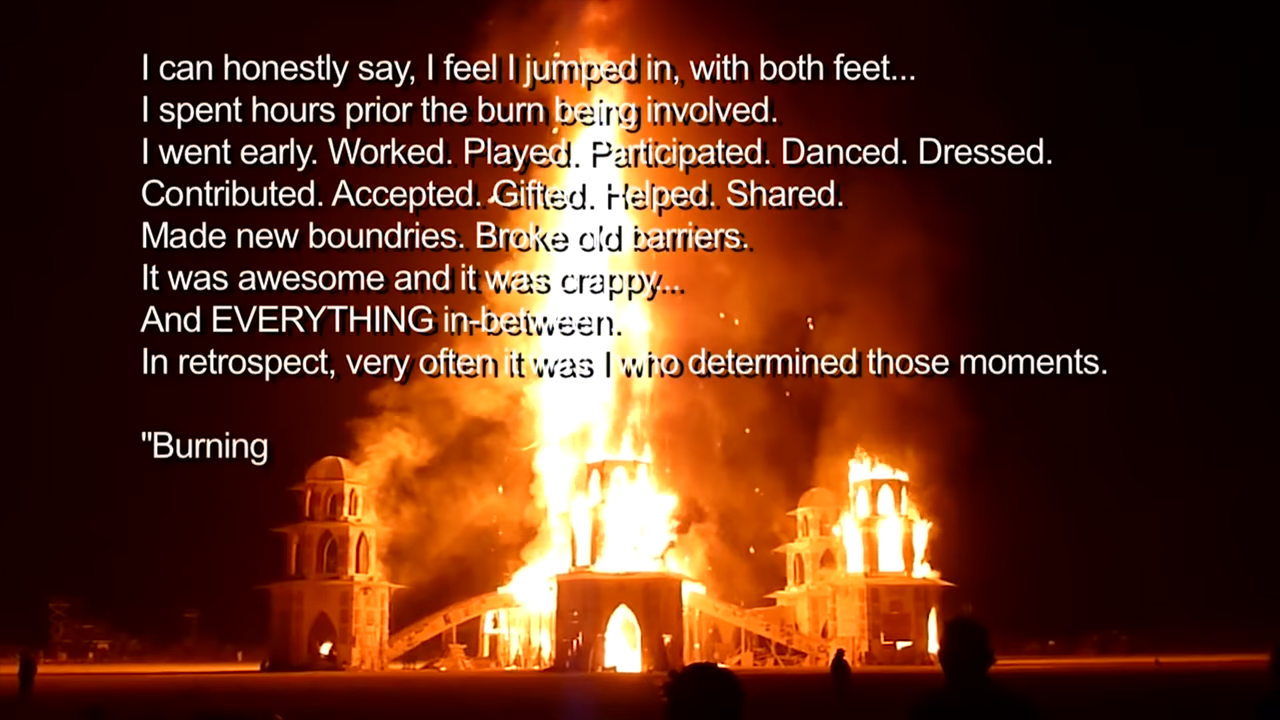 I can honestly say, I feel I jumped in, with both feet...
I spent hours prior the burn being involved.
I went early. Worked. Played. Participated. Danced. Dressed.
Contributed. Accepted. Gifted. Helped. Shared.
Made new boundries. Broke old barriers.
It was awesome and it was crappy...
And EVERYTHING in-between.
In retrospect, very often it was I who determined those moments.
"Burning